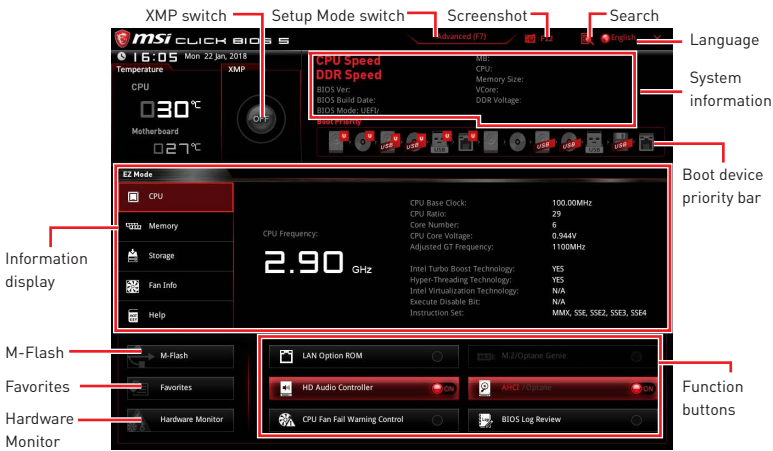 XMP switch
Setup Mode switch
Screenshot
Search
msi CLICK BIOS 5
Advanced (F7)
F12
English
X
Language
16:05 Mon 22 Jan, 2018
Temperature
XMP
CPU
30°C
Motherboard
27°C
OFF
CPU Speed
DDR Speed
BIOS Ver:
BIOS Build Date:
BIOS Mode: UEFI/
MB:
CPU:
Memory Size:
VCore:
DDR Voltage:
System
information
Boot Priority
U U U U U U
USB USB USB USB USB USB
Boot device
priority bar
EZ Mode
CPU
Memory
Storage
Fan Info
Help
Information
display
CPU Frequency:
2.90 GHz
CPU Base Clock: 100.00MHz
CPU Ratio: 29
Core Number: 6
CPU Core Voltage: 0.944V
Adjusted GT Frequency: 1100MHz
Intel Turbo Boost Technology: YES
Hyper-Threading Technology: YES
Intel Virtualization Technology: N/A
Execute Disable Bit: N/A
Instruction Set: MMX, SSE, SSE2, SSE3, SSE4
M-Flash
Favorites
Hardware
Monitor
M-Flash
Favorites
Hardware Monitor
LAN Option ROM
M.2/Optane Genie
HD Audio Controller ON
AHCI / Optane ON
CPU Fan Fail Warning Control
BIOS Log Review
Function
buttons